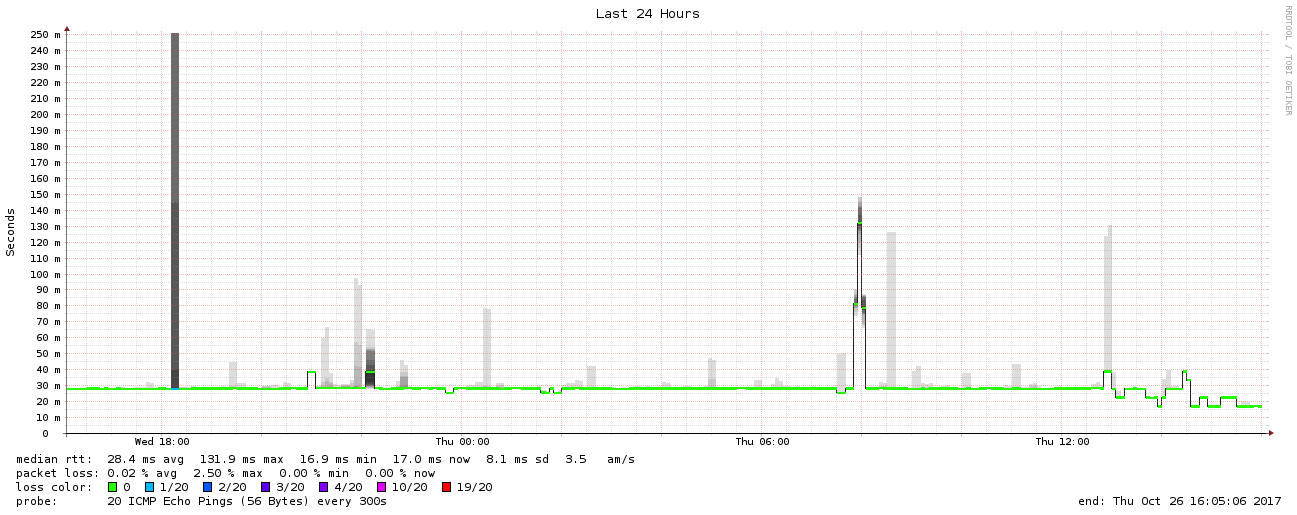 Last 24 Hours
RRDTOOL / TOBI OETIKER
Seconds
250 m
240 m
230 m
220 m
210 m
200 m
190 m
180 m
170 m
160 m
150 m
140 m
130 m
120 m
110 m
100 m
90 m
80 m
70 m
60 m
50 m
40 m
30 m
20 m
10 m
0
Wed 18:00 Thu 00:00 Thu 06:00 Thu 12:00
median rtt: 28.4 ms avg 131.9 ms max 16.9 ms min 17.0 ms now 8.1 ms sd 3.5 am/s
packet loss: 0.02 % avg 2.50 % max 0.00 % min 0.00 % now
loss color: 0 1/20 2/20 3/20 4/20 10/20 19/20
probe: 20 ICMP Echo Pings (56 Bytes) every 300s end: Thu Oct 26 16:05:06 2017